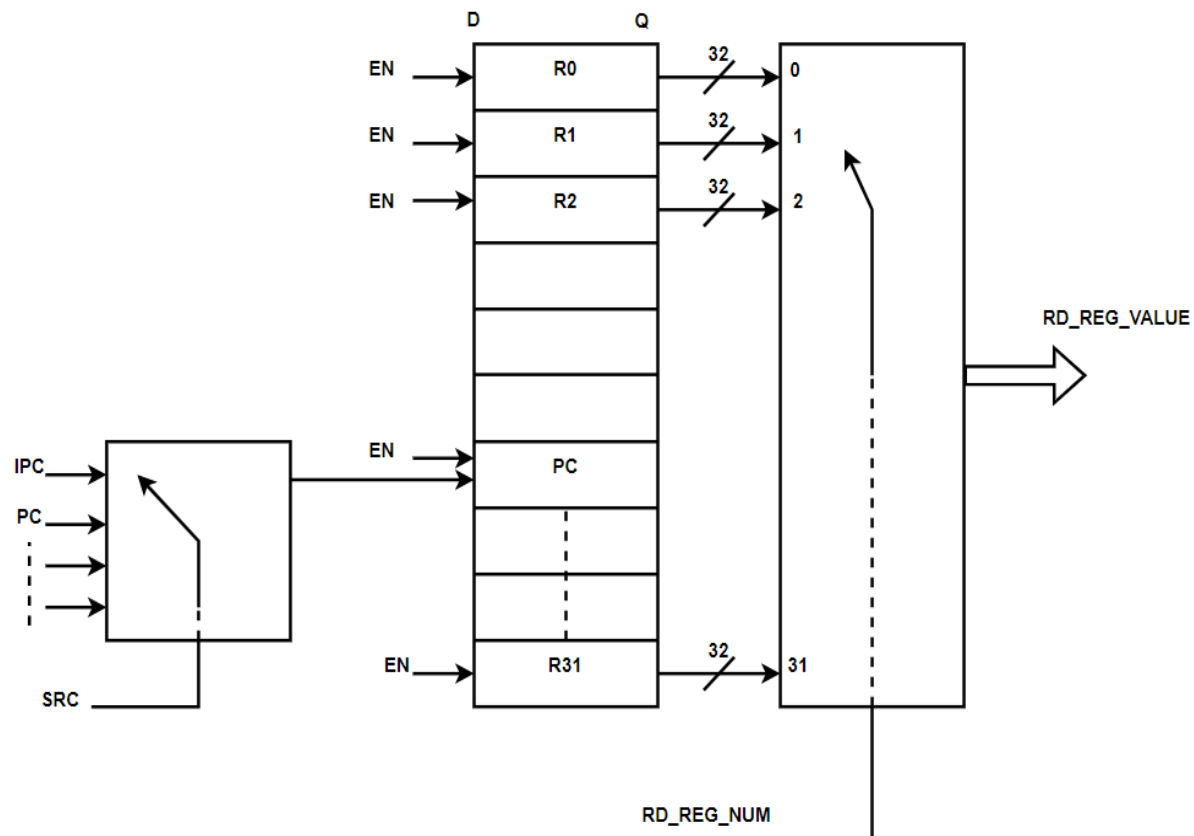 D Q
EN R0 32 0
EN R1 32 1
EN R2 32 2
RD_REG_VALUE
IPC EN PC
PC
EN R31 32 31
SRC
RD_REG_NUM